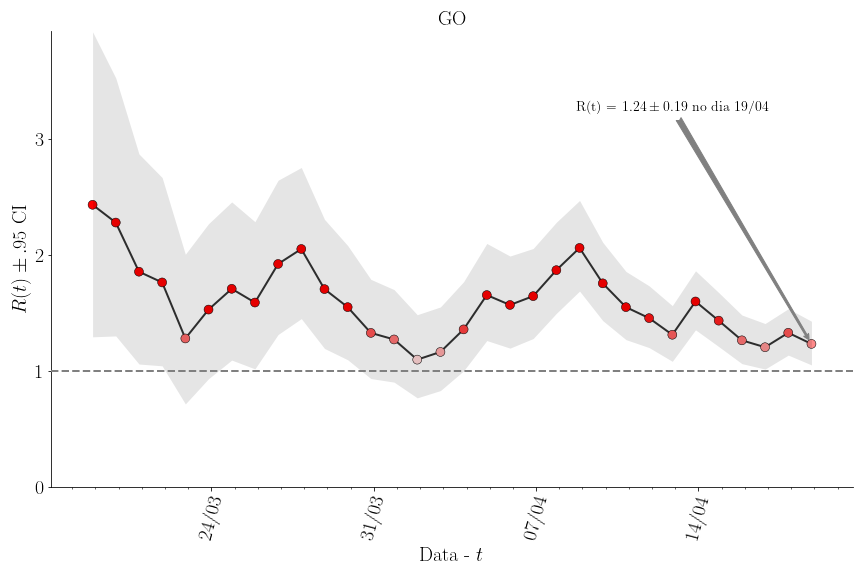 GO
R(t) = 1.24 ± 0.19 no dia 19/04
R(t) ± .95 CI
3
2
1
0
24/03
31/03
07/04
14/04
Data - t